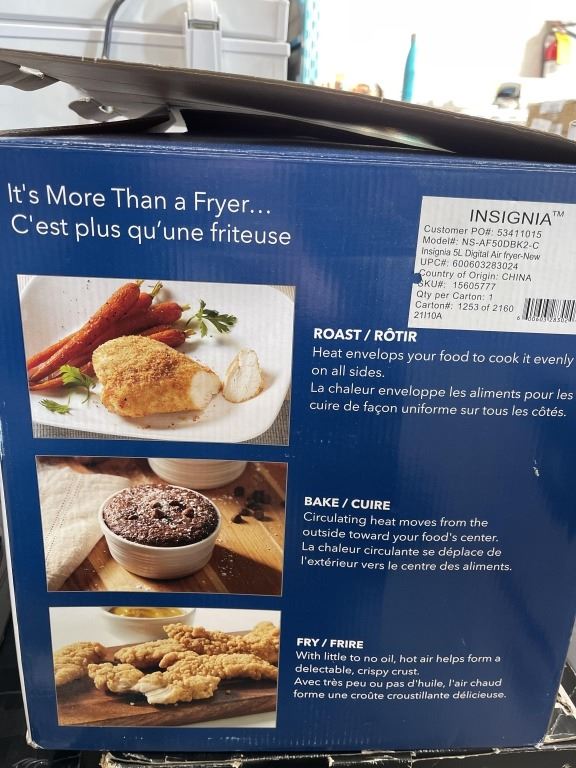 It's More Than a Fryer...
C'est plus qu'une friteuse
INSIGNIA™
Customer PO#: 53411015
Model#: NS-AF50DBK2-C
Insignia 5L Digital Air fryer-New
UPC#: 600603283024
Country of Origin: CHINA
SKU#: 15605777
Qty per Carton: 1
Carton#: 1253 of 2160
21I10A
ROAST / RÔTIR
Heat envelops your food to cook it evenly
on all sides.
La chaleur enveloppe les aliments pour les
cuire de façon uniforme sur tous les côtés.
BAKE / CUIRE
Circulating heat moves from the
outside toward your food's center.
La chaleur circulante se déplace de
l'extérieur vers le centre des aliments.
FRY / FRIRE
With little to no oil, hot air helps form a
delectable, crispy crust.
Avec très peu ou pas d'huile, l'air chaud
forme une croûte croustillante délicieuse.